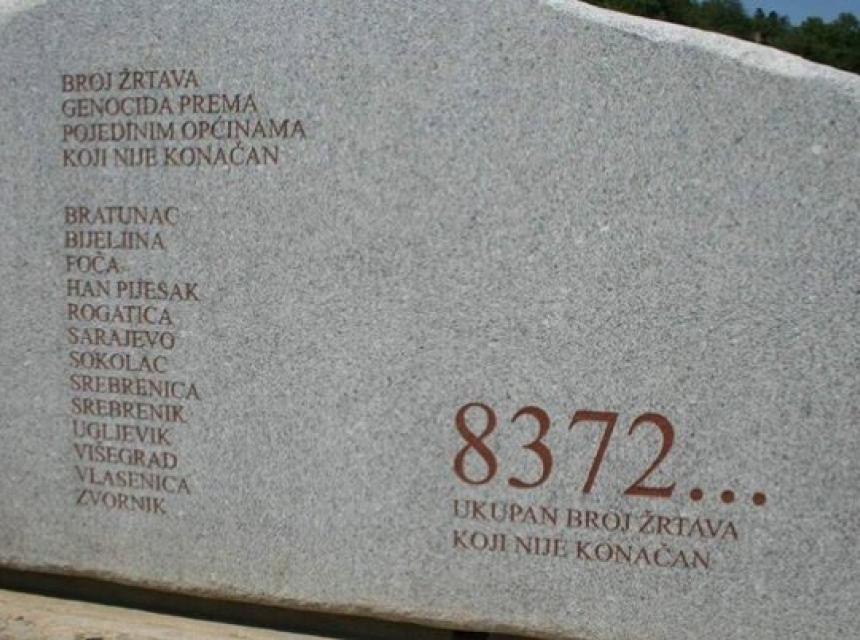 BROJ ŽRTAVA
GENOCIDA PREMA
POJEDINIM OPĆINAMA
KOJI NIJE KONAČAN
BRATUNAC
BIJELJINA
FOČA
HAN PIJESAK
ROGATICA
SARAJEVO
SOKOLAC
SREBRENICA
SREBRENIK
UGLJEVIK
VIŠEGRAD
VLASENICA
ZVORNIK
8372...
UKUPAN BROJ ŽRTAVA
KOJI NIJE KONAČAN